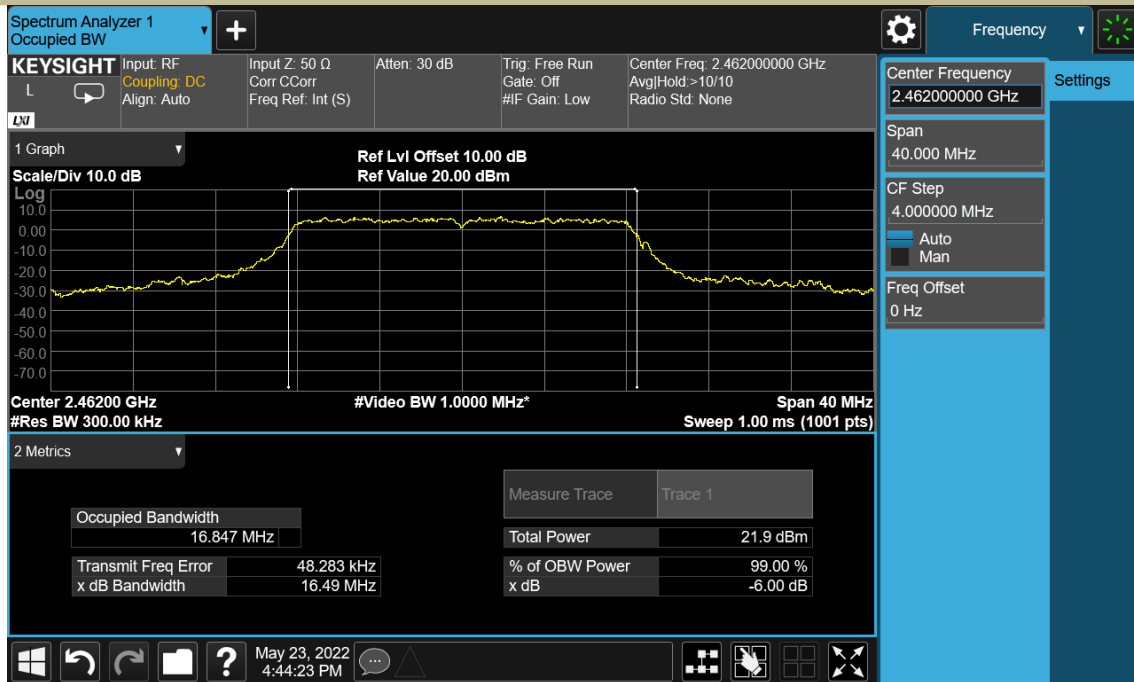 Spectrum Analyzer 1
Occupied BW
Frequency
KEYSIGHT
L
LXI
Input: RF
Coupling: DC
Align: Auto
Input Z: 50 Ω
Corr CCorr
Freq Ref: Int (S)
Atten: 30 dB
Trig: Free Run
Gate: Off
#IF Gain: Low
Center Freq: 2.462000000 GHz
Avg|Hold:>10/10
Radio Std: None
Center Frequency
2.462000000 GHz
Settings
Span
40.000 MHz
CF Step
4.000000 MHz
Auto
Man
Freq Offset
0 Hz
1 Graph
Scale/Div 10.0 dB
Ref Lvl Offset 10.00 dB
Ref Value 20.00 dBm
Log
10.0
0.00
-10.0
-20.0
-30.0
-40.0
-50.0
-60.0
-70.0
Center 2.46200 GHz
#Res BW 300.00 kHz
#Video BW 1.0000 MHz*
Span 40 MHz
Sweep 1.00 ms (1001 pts)
2 Metrics
Measure Trace Trace 1
Occupied Bandwidth
16.847 MHz
Total Power 21.9 dBm
Transmit Freq Error 48.283 kHz
% of OBW Power 99.00 %
x dB Bandwidth 16.49 MHz
x dB -6.00 dB
?
May 23, 2022
4:44:23 PM